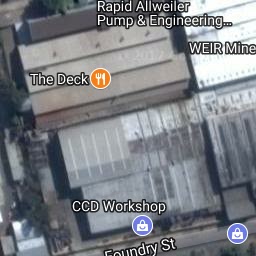 Rapid Allweiler
Pump & Engineering...
WEIR Mine
The Deck
CCD Workshop
Foundry St